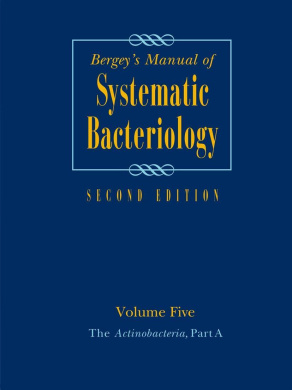 Bergey's Manual of
Systematic
Bacteriology
SECOND EDITION
Volume Five
The Actinobacteria, Part A